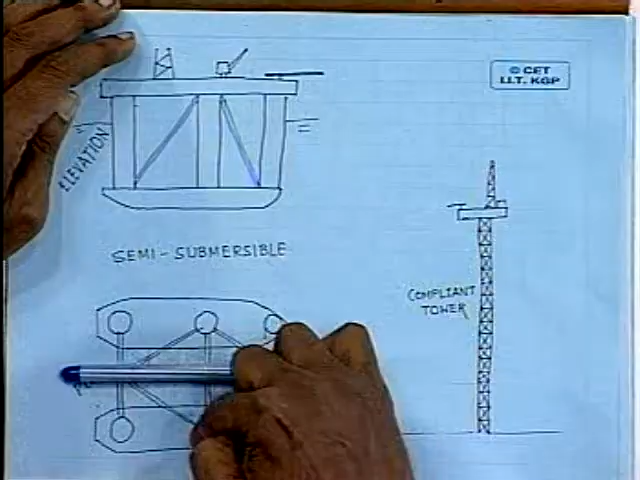 © CET
I.I.T. KGP
ELEVATION
SEMI-SUBMERSIBLE
COMPLIANT
TOWER